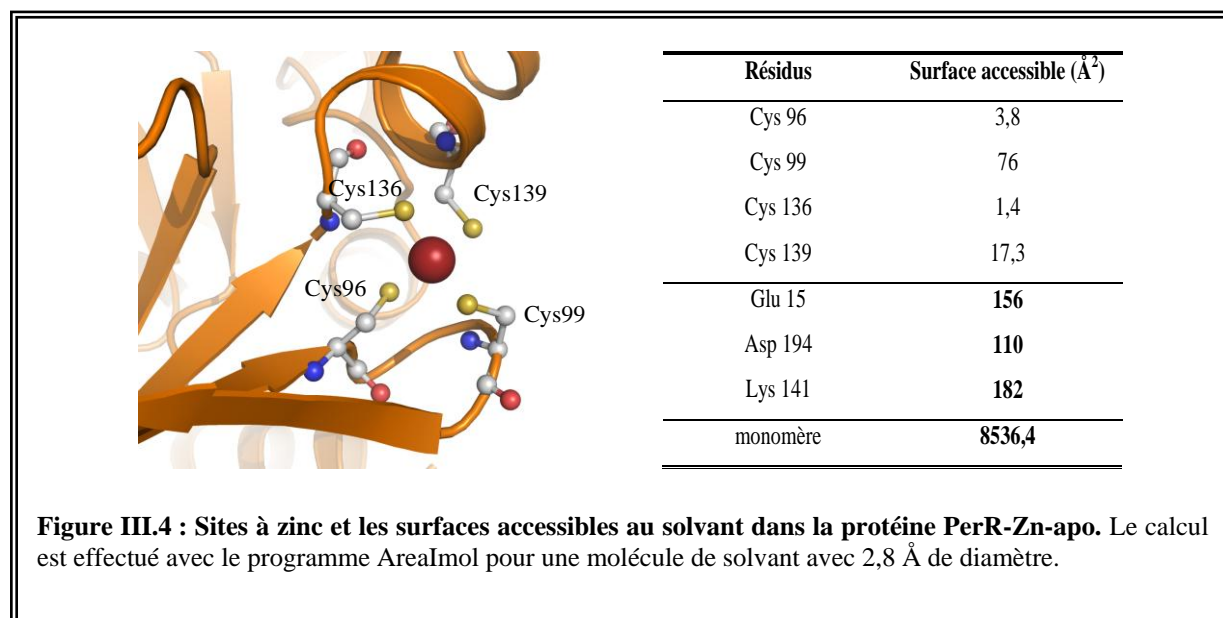 Cys136
Cys139
Cys96
Cys99
Résidus Surface accessible (Å²)
Cys 96 3,8
Cys 99 76
Cys 136 1,4
Cys 139 17,3
Glu 15 156
Asp 194 110
Lys 141 182
monomère 8536,4
Figure III.4 : Sites à zinc et les surfaces accessibles au solvant dans la protéine PerR-Zn-apo. Le calcul
est effectué avec le programme AreaImol pour une molécule de solvant avec 2,8 Å de diamètre.